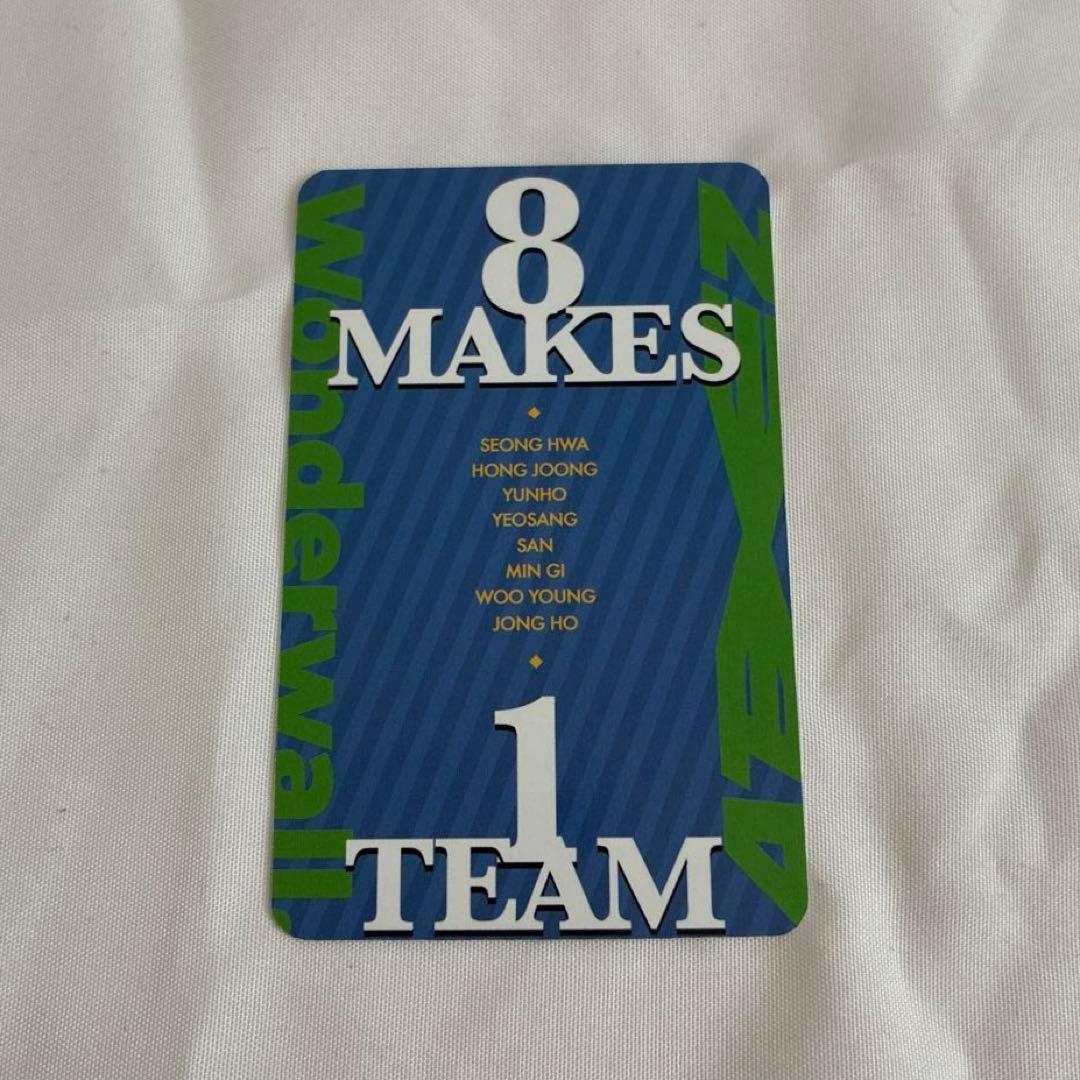 8
MAKES
SEONG HWA
HONG JOONG
YUNHO
YEOSANG
SAN
MIN GI
WOO YOUNG
JONG HO
1
TEAM
Wonderwall.
ATEEZ